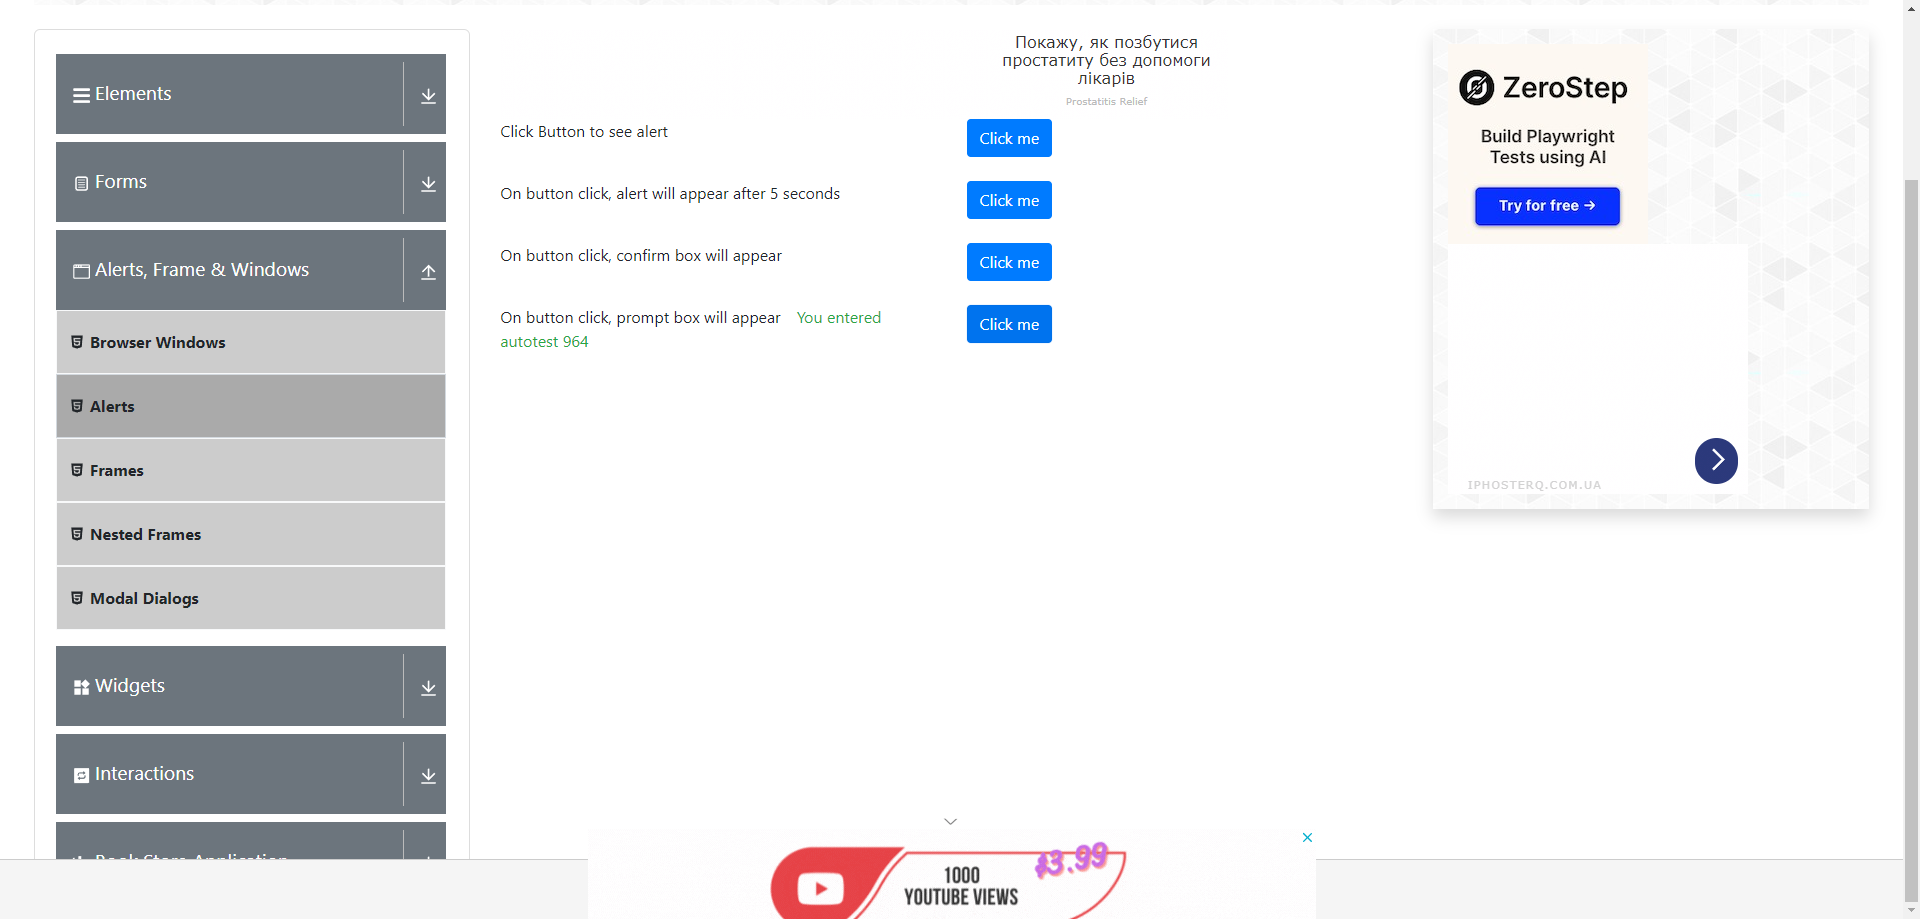 Elements
Forms
Alerts, Frame & Windows
Browser Windows
Alerts
Frames
Nested Frames
Modal Dialogs
Widgets
Interactions
Book Store Application
Покажу, як позбутися
простатиту без допомоги
лікарів
Prostatitis Relief
Click Button to see alert
Click me
On button click, alert will appear after 5 seconds
Click me
On button click, confirm box will appear
Click me
On button click, prompt box will appear You entered
autotest 964
Click me
ZeroStep
Build Playwright
Tests using AI
Try for free →
IPHOSTERQ.COM.UA
1000
YOUTUBE VIEWS
$3.99